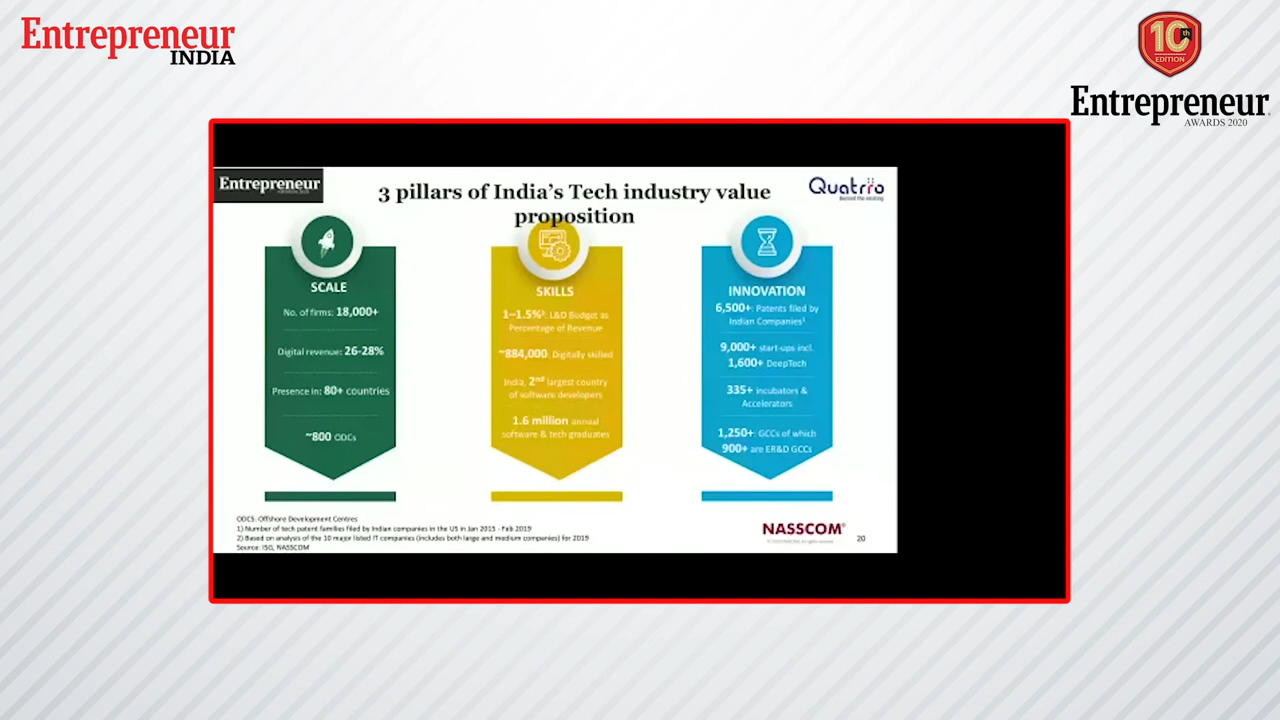 Entrepreneur
INDIA
10th
EDITION
Entrepreneur
AWARDS 2020
Entrepreneur
3 pillars of India's Tech industry value
proposition
Quatrro
Beyond the existing
SCALE
No. of firms: 18,000+
Digital revenue: 26-28%
Presence in: 80+ countries
~800 ODCs
SKILLS
1–1.5%²: L&D Budget as
Percentage of Revenue
~884,000: Digitally skilled
India, 2nd largest country
of software developers
1.6 million annual
software & tech graduates
INNOVATION
6,500+: Patents filed by
Indian Companies¹
9,000+ start-ups incl.
1,600+ DeepTech
335+ incubators &
Accelerators
1,250+: GCCs of which
900+ are ER&D GCCs
ODCS: Offshore Development Centres
1) Number of tech patent families filed by Indian companies in the US in Jan 2015 - Feb 2019
2) Based on analysis of the 10 major listed IT companies (includes both large and medium companies) for 2019
Source: ISG, NASSCOM
NASSCOM®
20